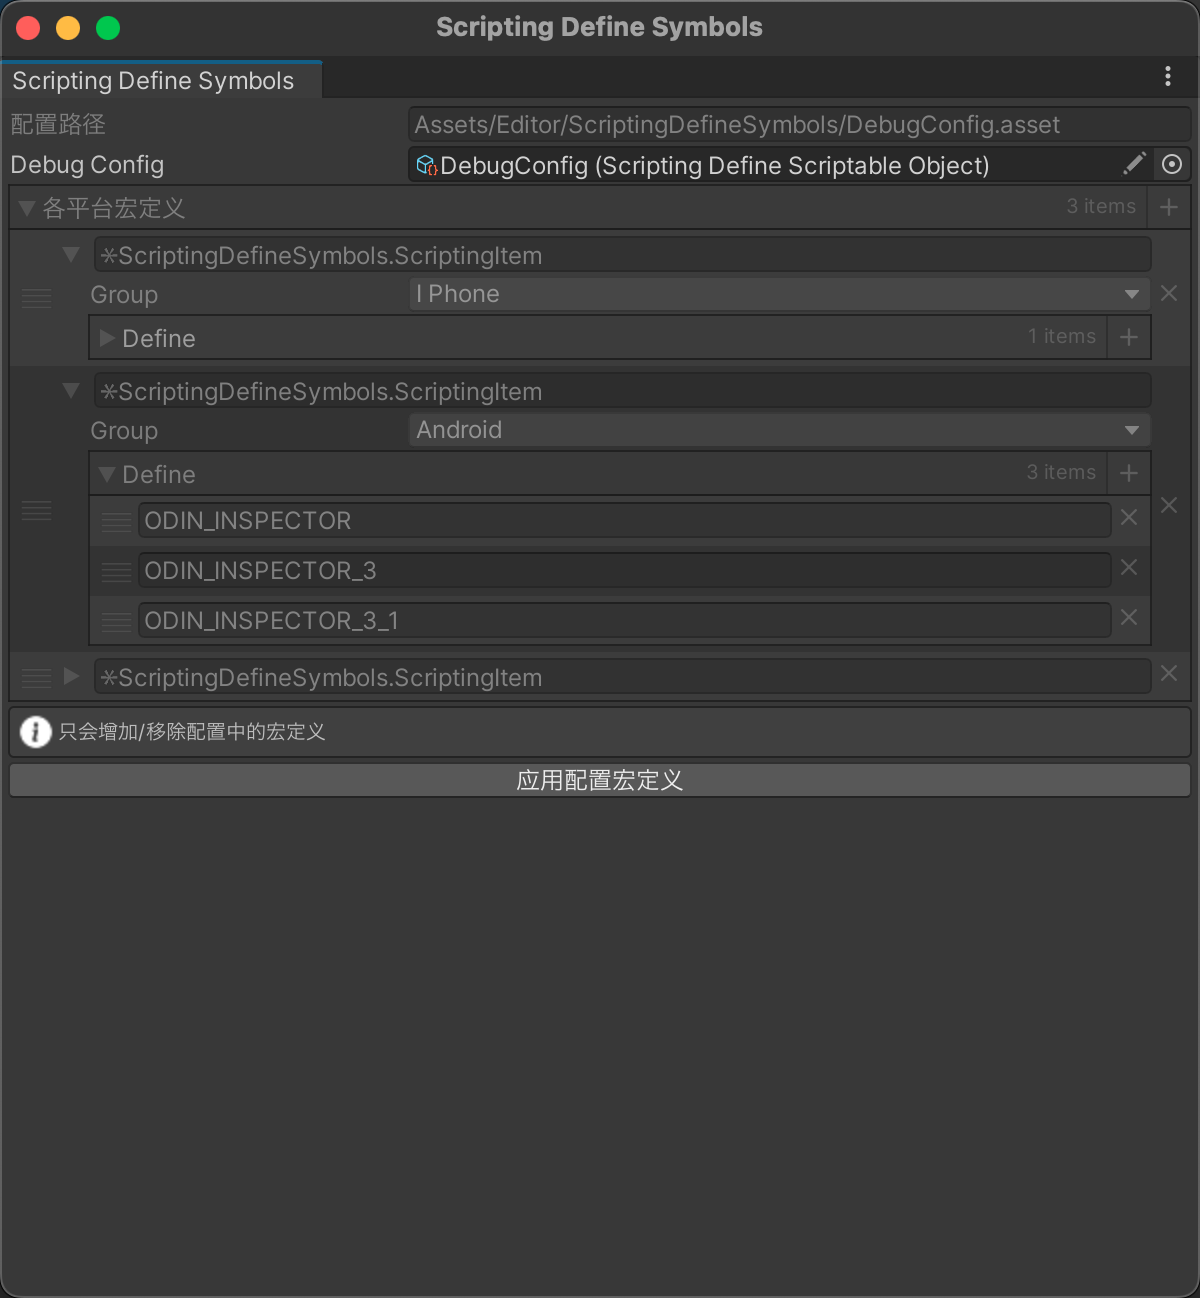 Scripting Define Symbols
Scripting Define Symbols
配置路径 Assets/Editor/ScriptingDefineSymbols/DebugConfig.asset
Debug Config DebugConfig (Scripting Define Scriptable Object)
各平台宏定义 3 items
*ScriptingDefineSymbols.ScriptingItem
Group I Phone
Define 1 items
*ScriptingDefineSymbols.ScriptingItem
Group Android
Define 3 items
ODIN_INSPECTOR
ODIN_INSPECTOR_3
ODIN_INSPECTOR_3_1
*ScriptingDefineSymbols.ScriptingItem
只会增加/移除配置中的宏定义
应用配置宏定义